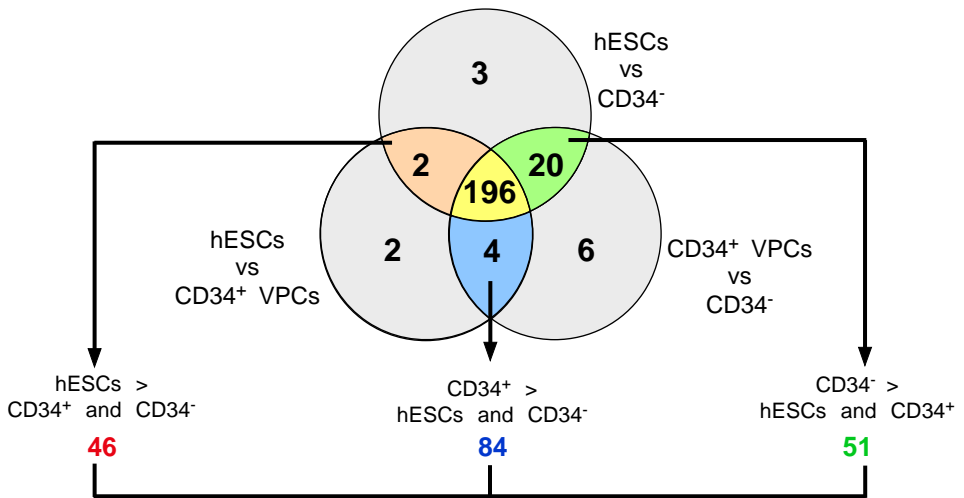 3
hESCs
vs
CD34⁻
2
20
196
hESCs
vs
CD34⁺ VPCs
2
4
6
CD34⁺ VPCs
vs
CD34⁻
hESCs >
CD34⁺ and CD34⁻
46
CD34⁺ >
hESCs and CD34⁻
84
CD34⁻ >
hESCs and CD34⁺
51